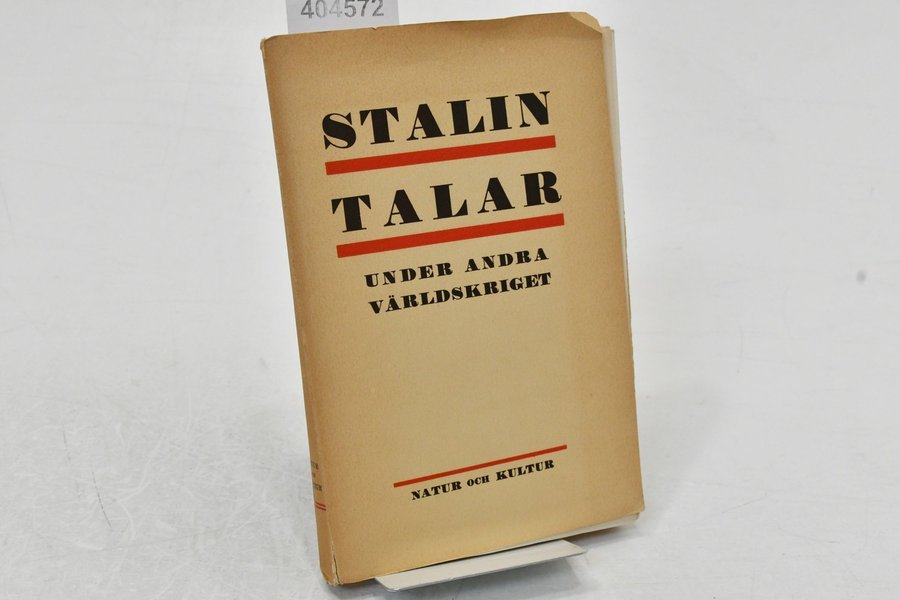 404572
STALIN
TALAR
UNDER ANDRA
VÄRLDSKRIGET
NATUR OCH KULTUR